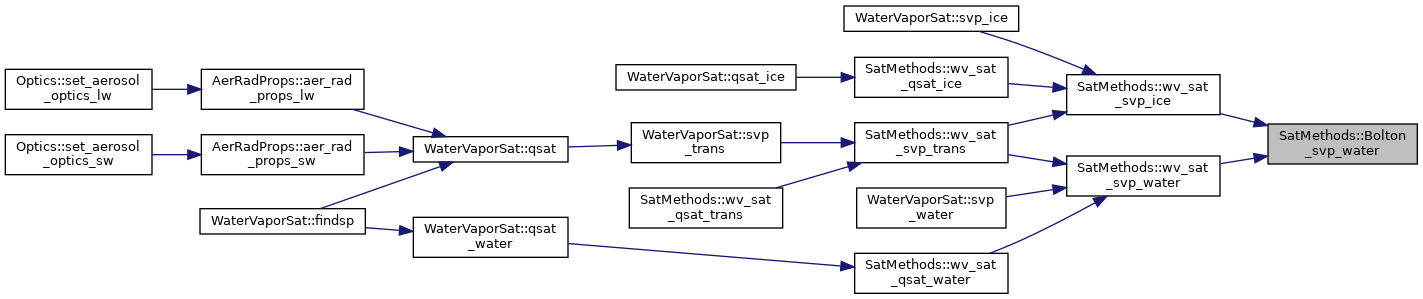 WaterVaporSat::svp_ice
Optics::set_aerosol
_optics_lw
AerRadProps::aer_rad
_props_lw
WaterVaporSat::qsat_ice
SatMethods::wv_sat
_qsat_ice
SatMethods::wv_sat
_svp_ice
Optics::set_aerosol
_optics_sw
AerRadProps::aer_rad
_props_sw
WaterVaporSat::qsat
WaterVaporSat::svp
_trans
SatMethods::wv_sat
_svp_trans
SatMethods::Bolton
_svp_water
SatMethods::wv_sat
_svp_water
WaterVaporSat::findsp
WaterVaporSat::qsat
_water
SatMethods::wv_sat
_qsat_trans
WaterVaporSat::svp
_water
SatMethods::wv_sat
_qsat_water